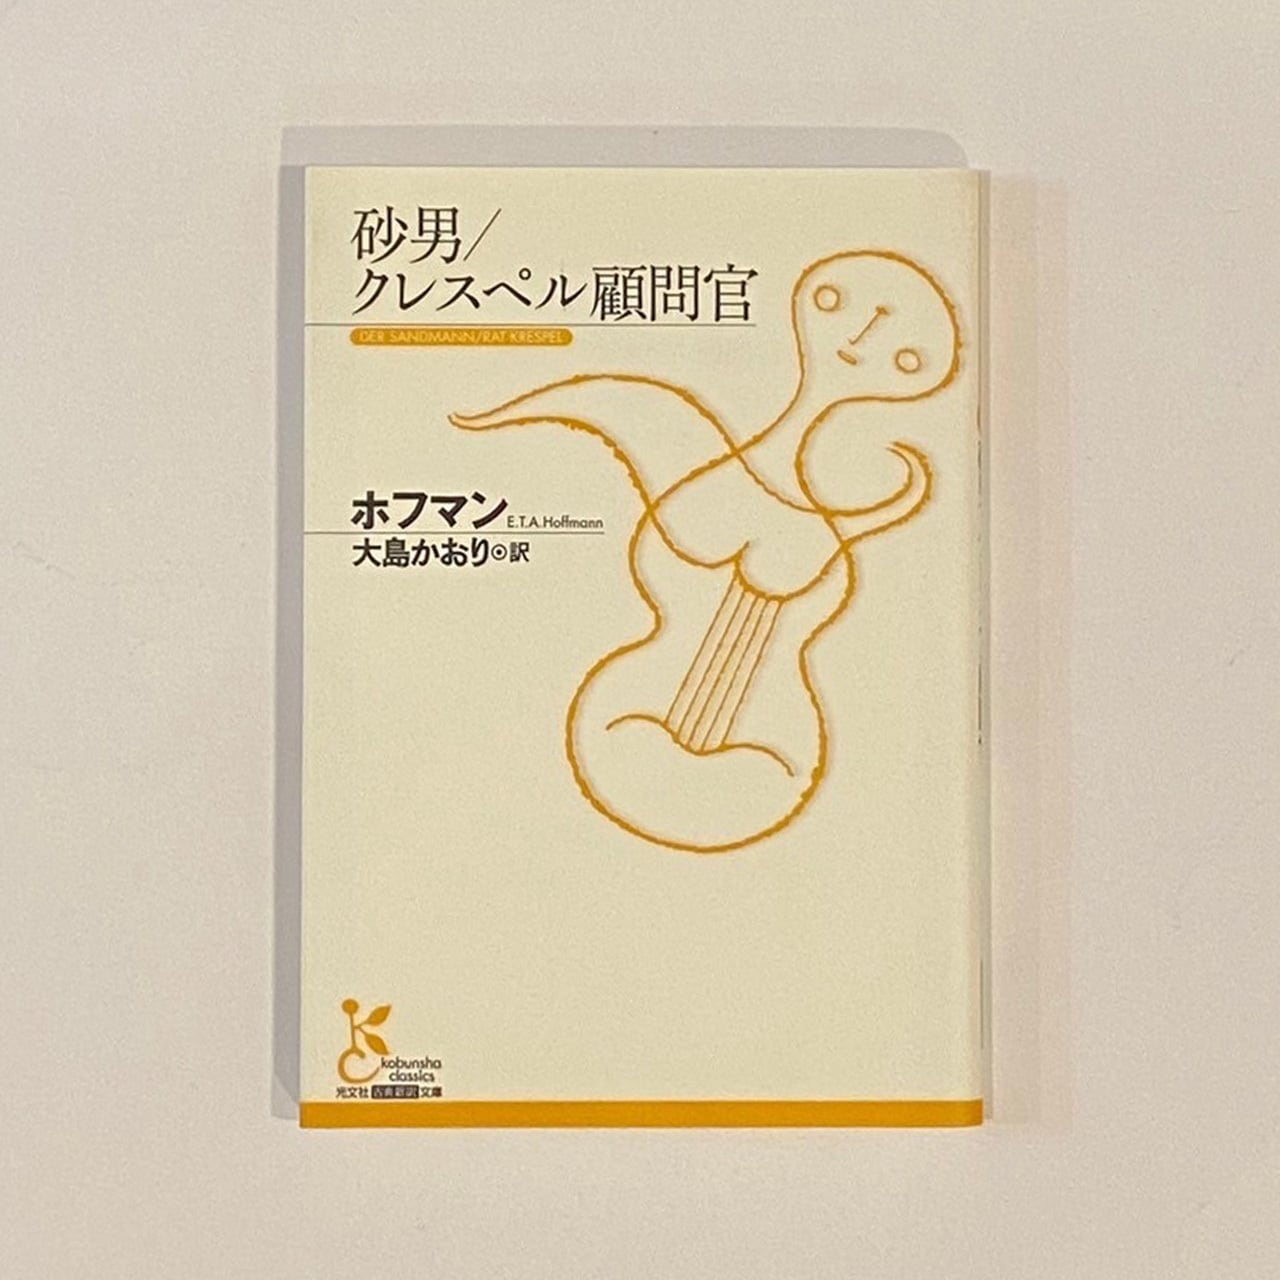 砂男/
クレスペル顧問官
DER SANDMANN/RAT KRESPEL
ホフマン E.T.A.Hoffmann
大島かおり◉訳
kobunsha
classics
光文社古典新訳文庫